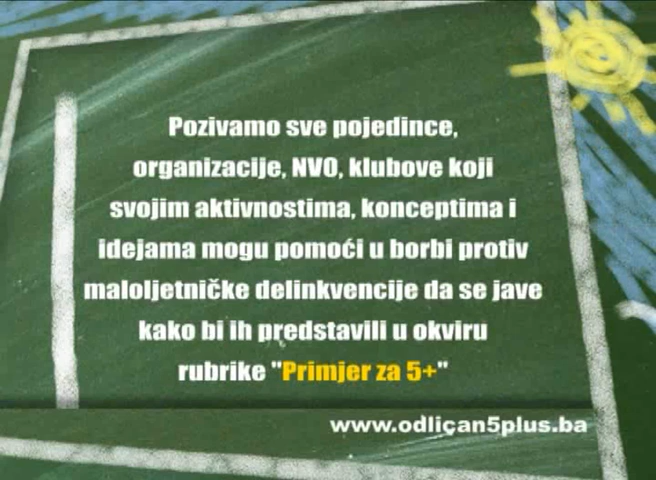 Pozivamo sve pojedince,
organizacije, NVO, klubove koji
svojim aktivnostima, konceptima i
idejama mogu pomoći u borbi protiv
maloljetničke delinkvencije da se jave
kako bi ih predstavili u okviru
rubrike "Primjer za 5+"
www.odliçan5plus.ba